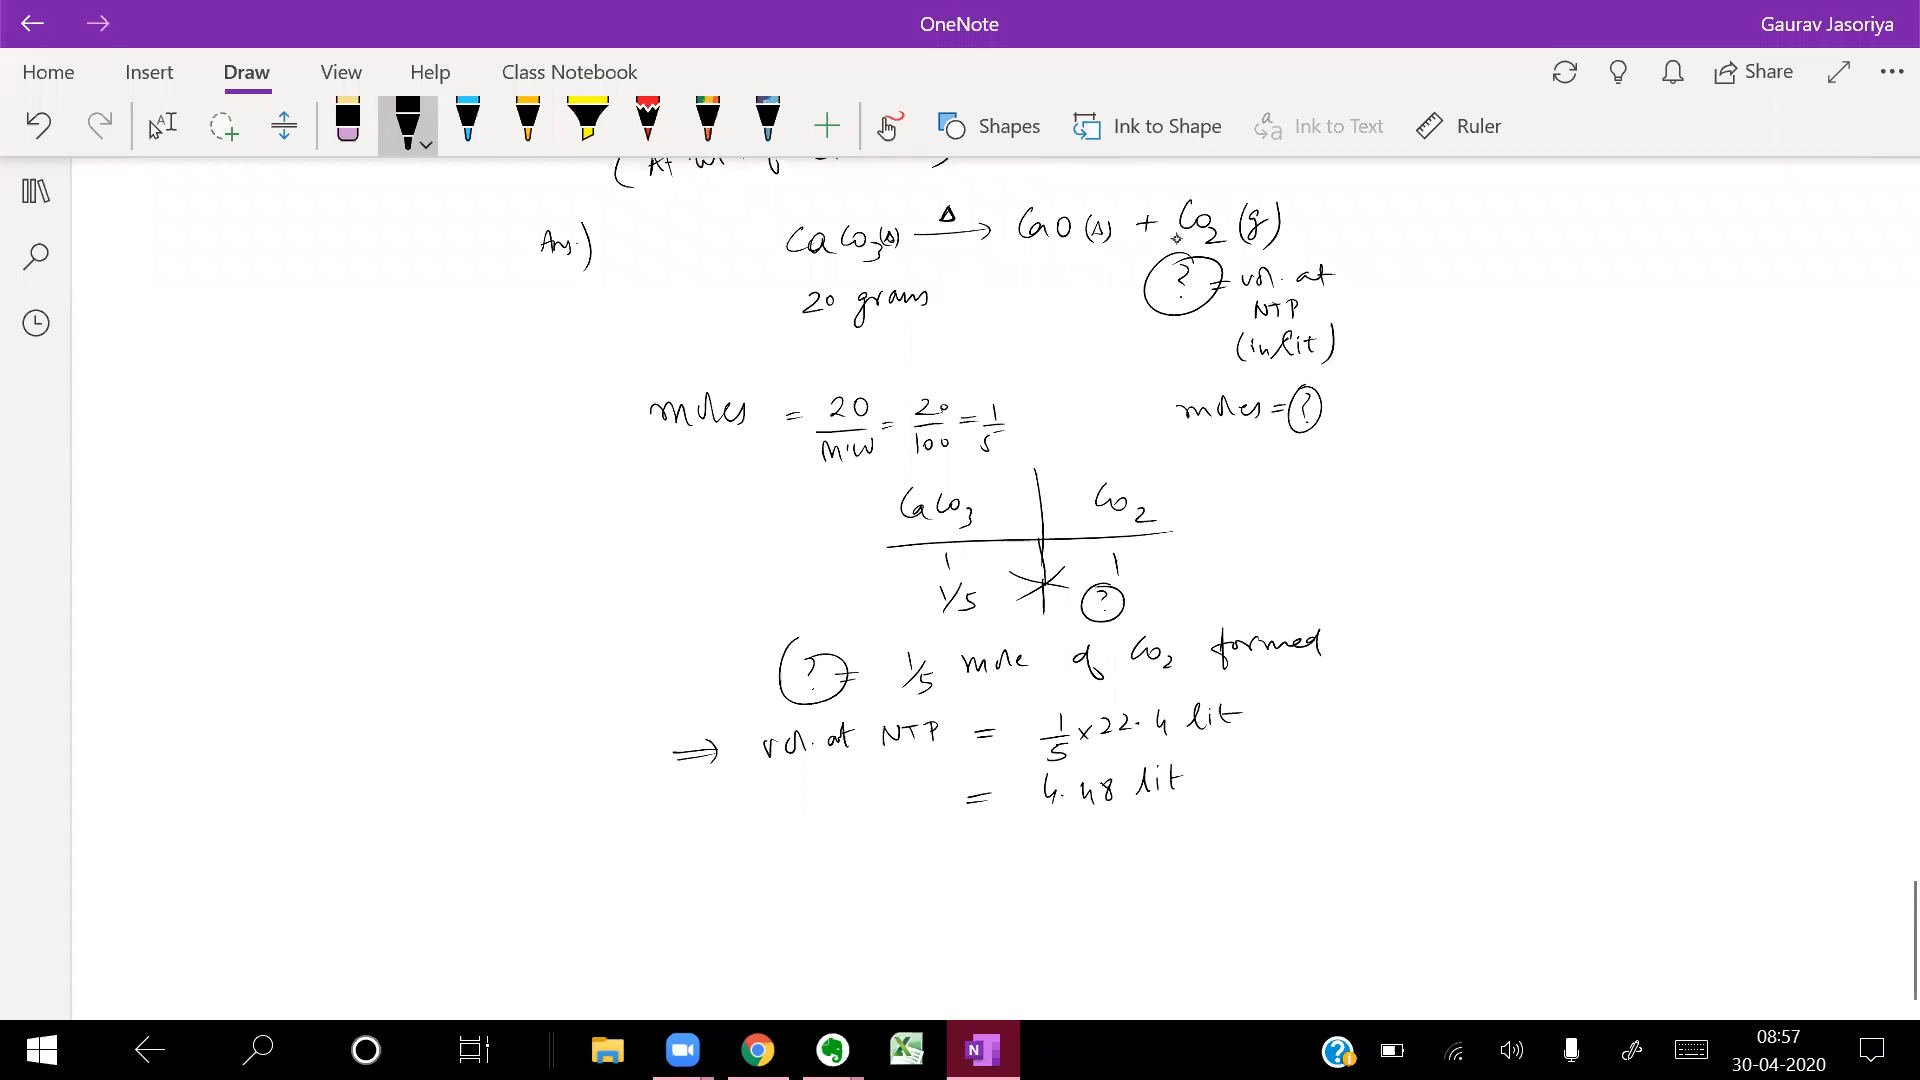 OneNote
Gaurav Jasoriya
Home Insert Draw View Help Class Notebook
Share
Shapes Ink to Shape Ink to Text Ruler
Ans.) CaCO3(s) Δ→ CaO(s) + CO2(g)
20 grams
? = vol. at
NTP
(in lit)
moles = 20/M.W = 20/100 = 1/5
moles = ?
CaCO3 CO2
1 1
1/5 ?
? = 1/5 mole of CO2 formed
⇒ vol. at NTP = 1/5 × 22.4 lit
= 4.48 lit
08:57
30-04-2020